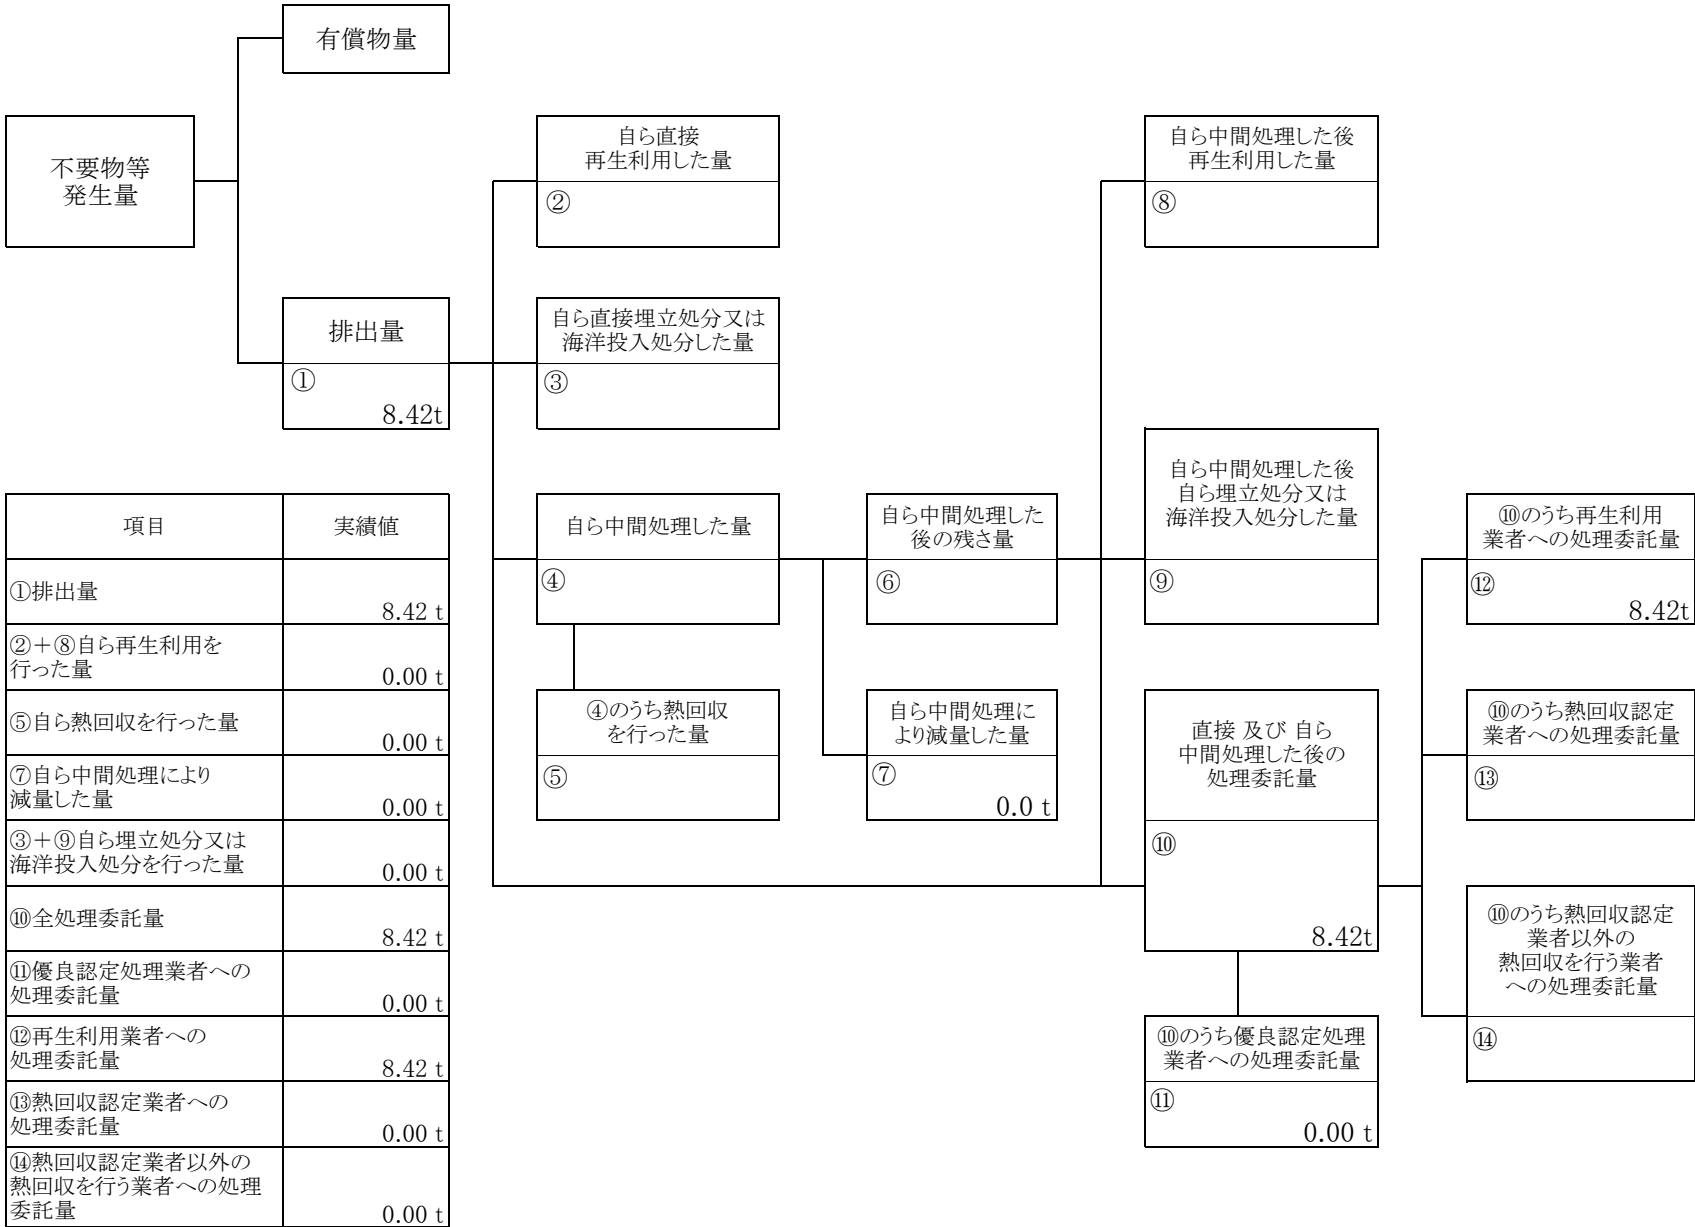 有償物量
不要物等
発生量
排出量
①
8.42t
自ら直接
再生利用した量
②
自ら直接埋立処分又は
海洋投入処分した量
③
自ら中間処理した量
④
④のうち熱回収
を行った量
⑤
自ら中間処理した
後の残さ量
⑥
自ら中間処理に
より減量した量
⑦
0.0 t
自ら中間処理した後
再生利用した量
⑧
自ら中間処理した後
自ら埋立処分又は
海洋投入処分した量
⑨
直接 及び 自ら
中間処理した後の
処理委託量
⑩
8.42t
⑩のうち優良認定処理
業者への処理委託量
⑪
0.00 t
⑩のうち再生利用
業者への処理委託量
⑫
8.42t
⑩のうち熱回収認定
業者への処理委託量
⑬
⑩のうち熱回収認定
業者以外の
熱回収を行う業者
への処理委託量
⑭
項目 実績値
①排出量
8.42 t
②+⑧自ら再生利用を
行った量
0.00 t
⑤自ら熱回収を行った量
0.00 t
⑦自ら中間処理により
減量した量
0.00 t
③+⑨自ら埋立処分又は
海洋投入処分を行った量
0.00 t
⑩全処理委託量
8.42 t
⑪優良認定処理業者への
処理委託量
0.00 t
⑫再生利用業者への
処理委託量
8.42 t
⑬熱回収認定業者への
処理委託量
0.00 t
⑭熱回収認定業者以外の
熱回収を行う業者への処理
委託量
0.00 t